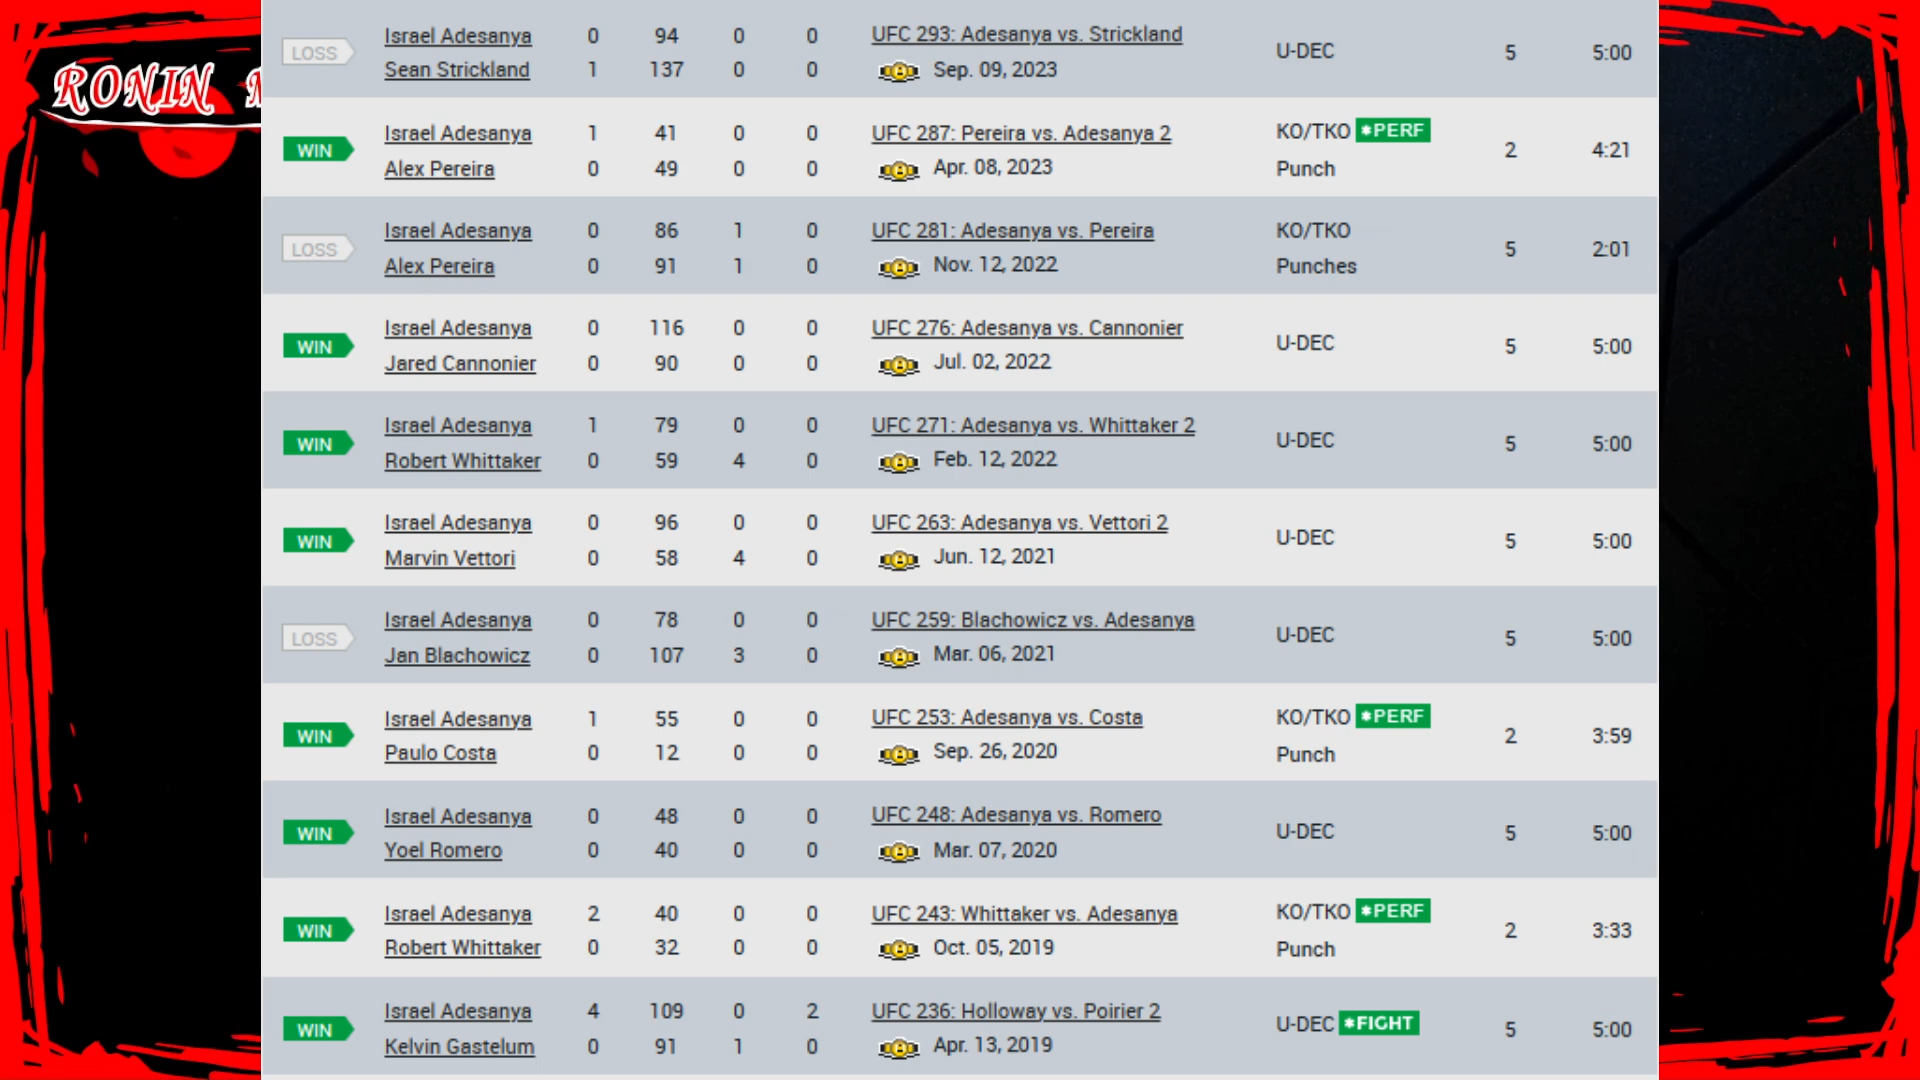 RONIN
LOSS Israel Adesanya 0 94 0 0 UFC 293: Adesanya vs. Strickland U-DEC 5 5:00
Sean Strickland 1 137 0 0 Sep. 09, 2023
WIN Israel Adesanya 1 41 0 0 UFC 287: Pereira vs. Adesanya 2 KO/TKO *PERF 2 4:21
Alex Pereira 0 49 0 0 Apr. 08, 2023 Punch
LOSS Israel Adesanya 0 86 1 0 UFC 281: Adesanya vs. Pereira KO/TKO 5 2:01
Alex Pereira 0 91 1 0 Nov. 12, 2022 Punches
WIN Israel Adesanya 0 116 0 0 UFC 276: Adesanya vs. Cannonier U-DEC 5 5:00
Jared Cannonier 0 90 0 0 Jul. 02, 2022
WIN Israel Adesanya 1 79 0 0 UFC 271: Adesanya vs. Whittaker 2 U-DEC 5 5:00
Robert Whittaker 0 59 4 0 Feb. 12, 2022
WIN Israel Adesanya 0 96 0 0 UFC 263: Adesanya vs. Vettori 2 U-DEC 5 5:00
Marvin Vettori 0 58 4 0 Jun. 12, 2021
LOSS Israel Adesanya 0 78 0 0 UFC 259: Blachowicz vs. Adesanya U-DEC 5 5:00
Jan Blachowicz 0 107 3 0 Mar. 06, 2021
WIN Israel Adesanya 1 55 0 0 UFC 253: Adesanya vs. Costa KO/TKO *PERF 2 3:59
Paulo Costa 0 12 0 0 Sep. 26, 2020 Punch
WIN Israel Adesanya 0 48 0 0 UFC 248: Adesanya vs. Romero U-DEC 5 5:00
Yoel Romero 0 40 0 0 Mar. 07, 2020
WIN Israel Adesanya 2 40 0 0 UFC 243: Whittaker vs. Adesanya KO/TKO *PERF 2 3:33
Robert Whittaker 0 32 0 0 Oct. 05, 2019 Punch
WIN Israel Adesanya 4 109 0 2 UFC 236: Holloway vs. Poirier 2 U-DEC *FIGHT 5 5:00
Kelvin Gastelum 0 91 1 0 Apr. 13, 2019